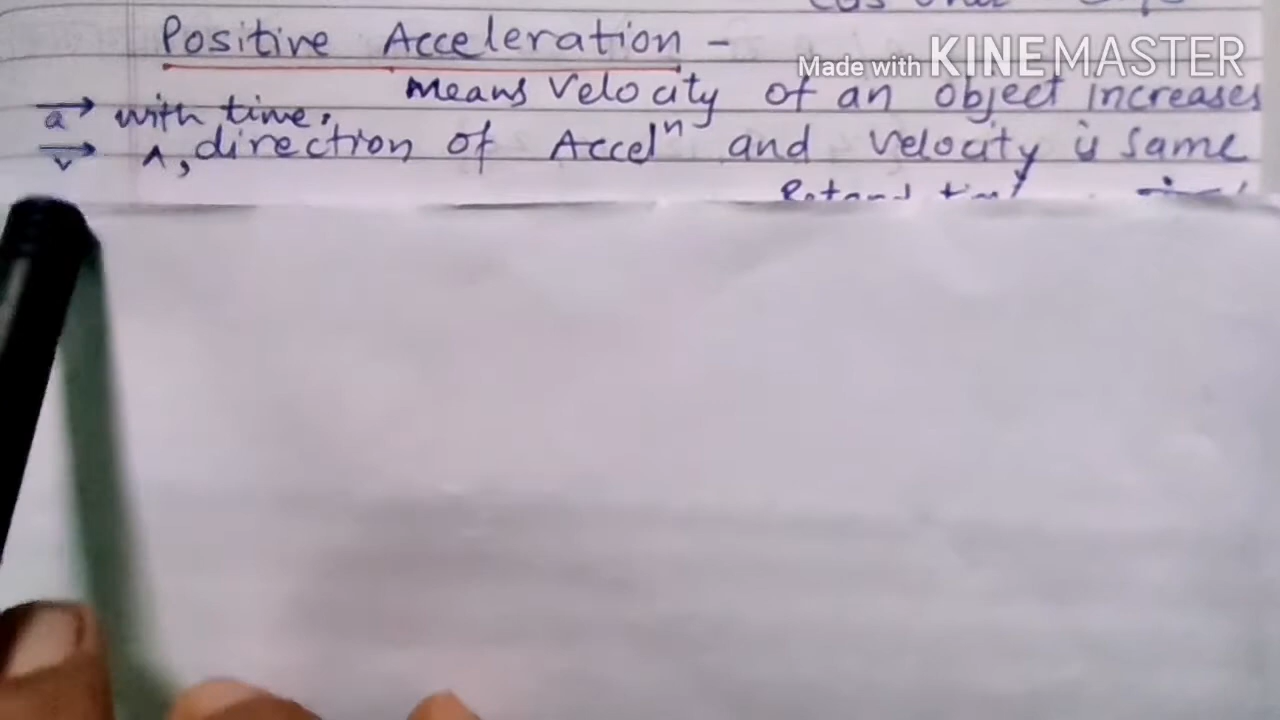 Positive Acceleration -
Made with KINEMASTER
means velocity of an object increases
a with time,
v ^, direction of Acceln and velocity is same